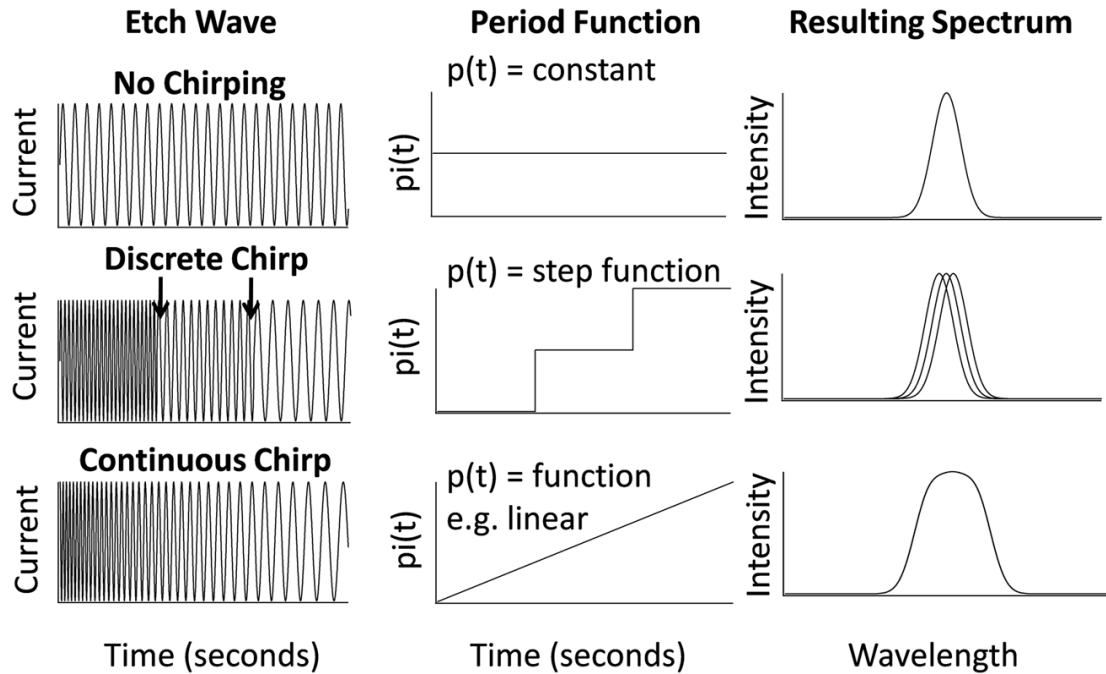 Etch Wave
Period Function
Resulting Spectrum
No Chirping
Current
p(t) = constant
pi(t)
Intensity
Discrete Chirp
Current
p(t) = step function
pi(t)
Intensity
Continuous Chirp
Current
p(t) = function
e.g. linear
pi(t)
Intensity
Time (seconds)
Time (seconds)
Wavelength